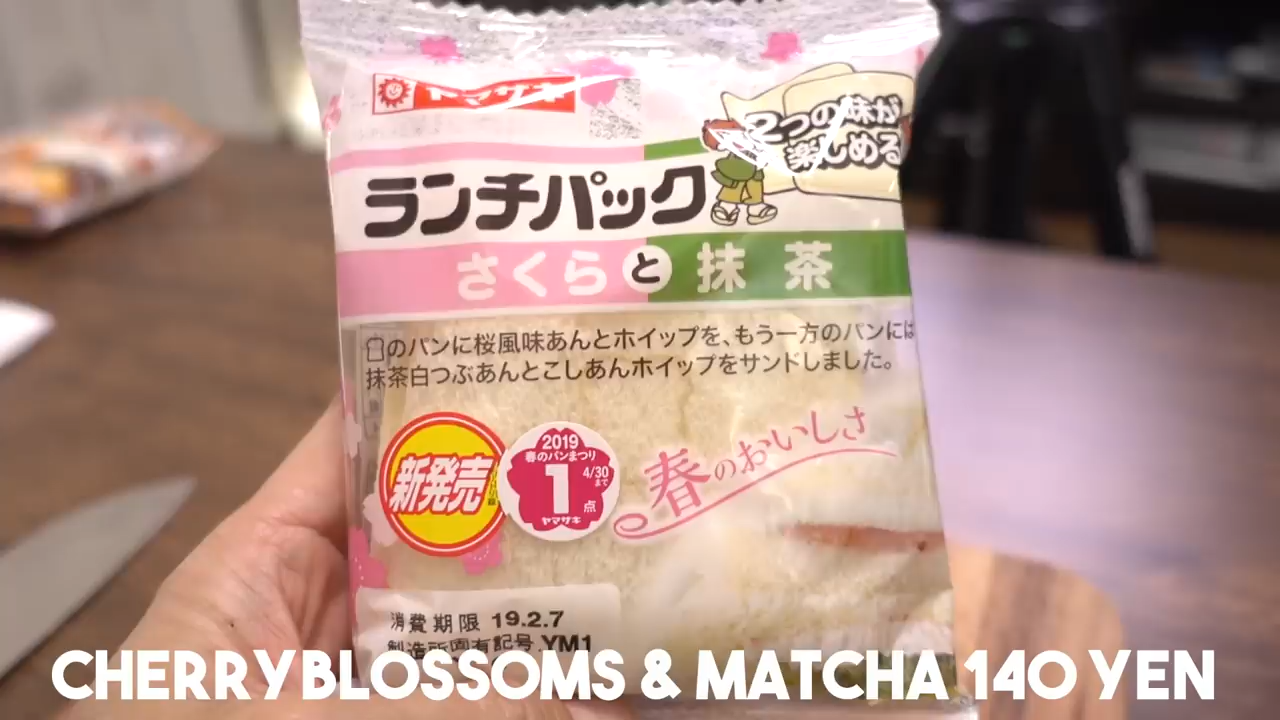 ヤマザキ
2つの味が
楽しめる
ランチパック
さくらと抹茶
のパンに桜風味あんとホイップを、もう一方のパンには
抹茶白つぶあんとこしあんホイップをサンドしました。
新発売
2019
春のパンまつり
4/30
まで
1
点
ヤマザキ
春のおいしさ
消費期限 19.2.7
製造所固有記号 YM1
CHERRYBLOSSOMS & MATCHA 140 YEN